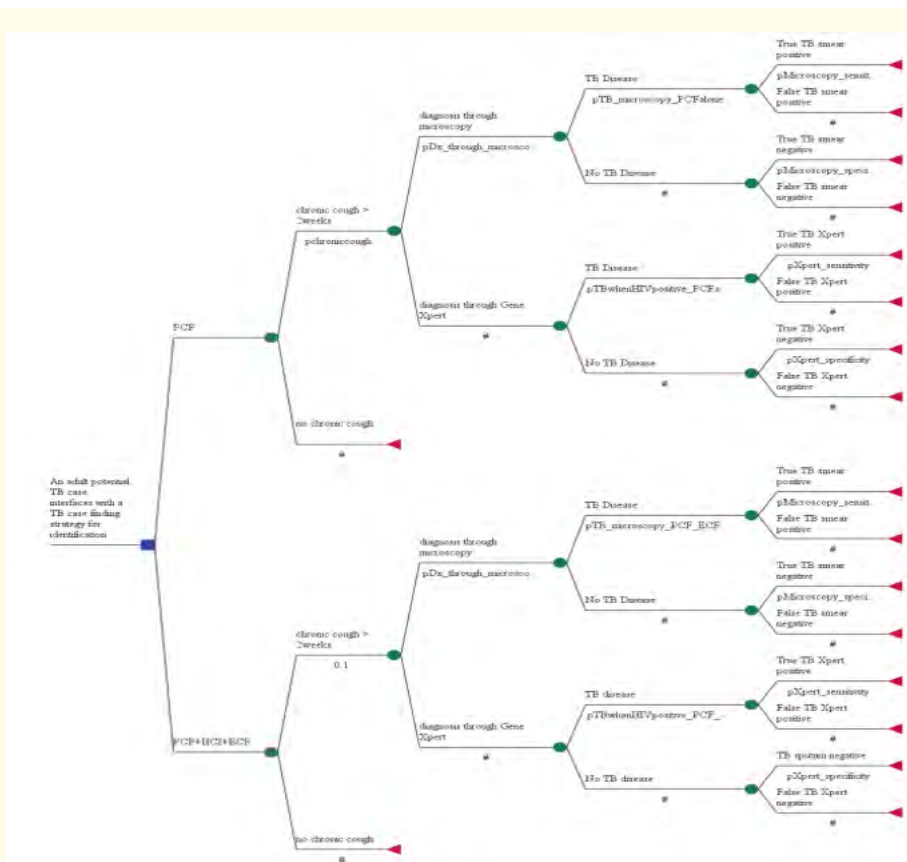 True TB smear
positive
pMicroscopy_sensit..
False TB smear
positive
#
TB Disease
pTB_microscopy_PCFalone
True TB smear
negative
pMicroscopy_speci..
False TB smear
negative
#
No TB Disease
#
diagnosis through
microscopy
pDx_through_microsco
True TB Xpert
positive
pXpert_sensitivity
False TB Xpert
positive
#
TB Disease
pTBwhenHIVpositive_PCFa
True TB Xpert
negative
pXpert_specificity
False TB Xpert
negative
#
No TB Disease
#
diagnosis through Gene
Xpert
#
chronic cough >
2weeks
pchroniccough
no chronic cough
#
PCF
An adult potential
TB case
interfaces with a
TB case finding
strategy for
identification
True TB smear
positive
pMicroscopy_sensit..
False TB smear
positive
#
TB Disease
pTB_microscopy_PCF_ECF
True TB smear
negative
pMicroscopy_speci..
False TB smear
negative
#
No TB Disease
#
diagnosis through
microscopy
pDx_through_microsco
True TB Xpert
positive
pXpert_sensitivity
False TB Xpert
positive
#
TB disease
pTBwhenHIVpositive_PCF_..
TB sputum negative
pXpert_specificity
False TB Xpert
negative
#
No TB disease
#
diagnosis through Gene
Xpert
#
chronic cough >
2weeks
0.1
no chronic cough
#
PCF+HCI+ECF